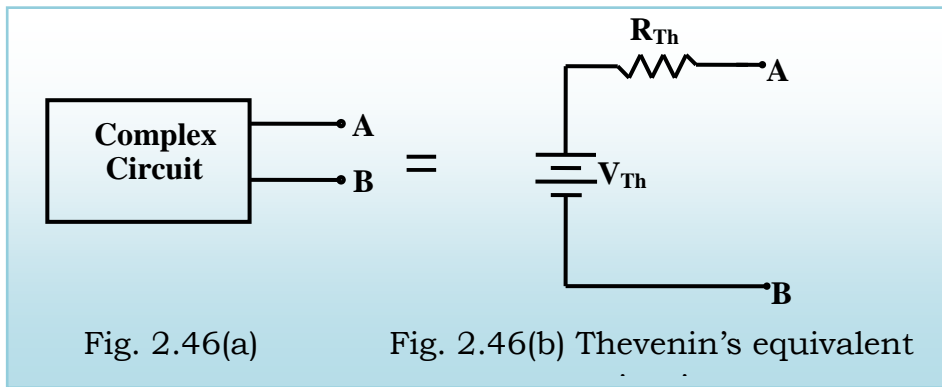 R_Th
A
Complex
Circuit
A
B
=
V_Th
B
Fig. 2.46(a)
Fig. 2.46(b) Thevenin’s equivalent